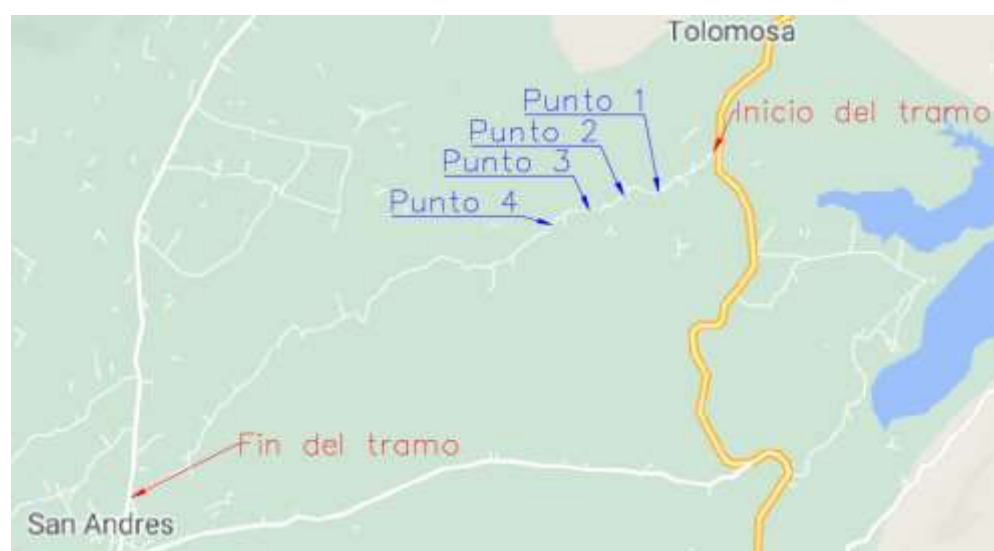 Tolomosa
Punto 1
Inicio del tramo
Punto 2
Punto 3
Punto 4
Fin del tramo
San Andres